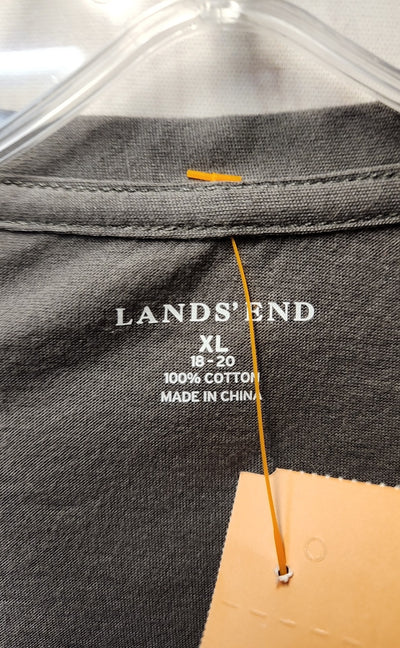 LANDS' END
XL
18-20
100% COTTON
MADE IN CHINA